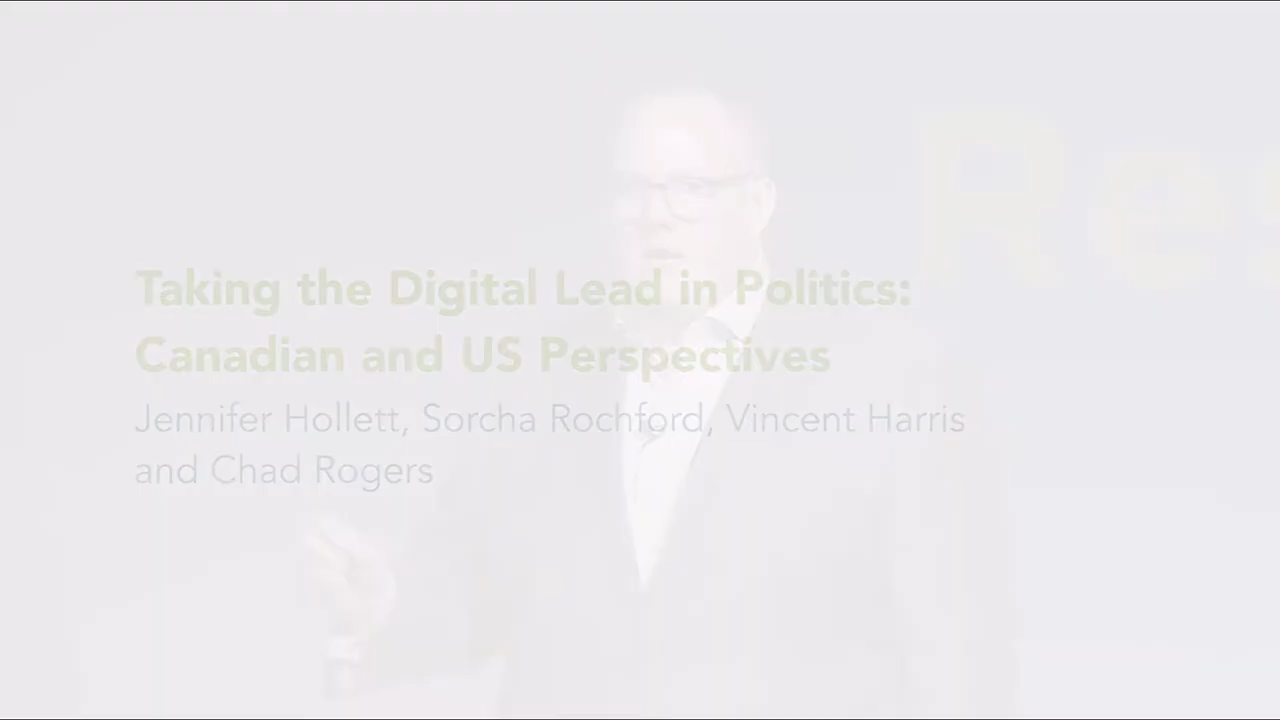 Taking the Digital Lead in Politics:
Canadian and US Perspectives
Jennifer Hollett, Sorcha Rochford, Vincent Harris
and Chad Rogers